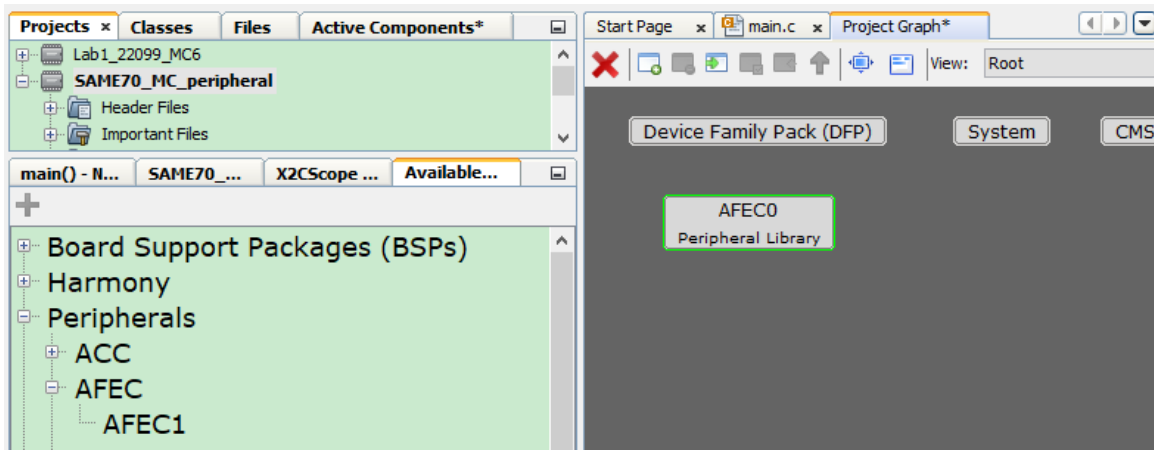 Projects x Classes Files Active Components*
Lab1_22099_MC6
SAME70_MC_peripheral
Header Files
Important Files
main() - N... SAME70_... X2CScope ... Available...
Board Support Packages (BSPs)
Harmony
Peripherals
ACC
AFEC
AFEC1
Start Page x main.c x Project Graph*
View: Root
Device Family Pack (DFP) System CMS
AFEC0
Peripheral Library